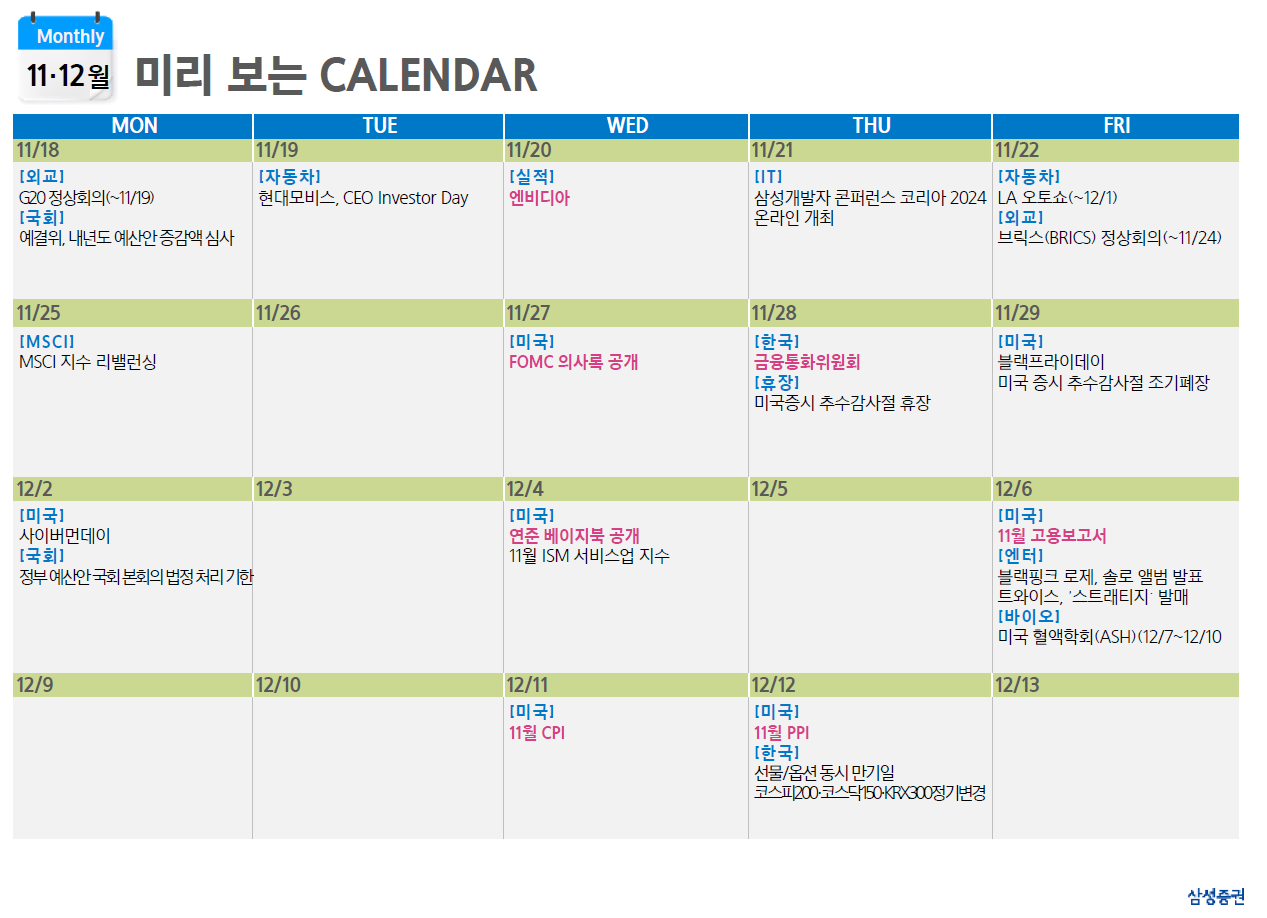 Monthly
11·12월
미리 보는 CALENDAR
MON TUE WED THU FRI
11/18 11/19 11/20 11/21 11/22
[외교]
G20 정상회의(~11/19)
[국회]
예결위, 내년도 예산안 증감액 심사
[자동차]
현대모비스, CEO Investor Day
[실적]
엔비디아
[IT]
삼성개발자 콘퍼런스 코리아 2024
온라인 개최
[자동차]
LA 오토쇼(~12/1)
[외교]
브릭스(BRICS) 정상회의(~11/24)
11/25 11/26 11/27 11/28 11/29
[MSCI]
MSCI 지수 리밸런싱
[미국]
FOMC 의사록 공개
[한국]
금융통화위원회
[휴장]
미국증시 추수감사절 휴장
[미국]
블랙프라이데이
미국 증시 추수감사절 조기폐장
12/2 12/3 12/4 12/5 12/6
[미국]
사이버먼데이
[국회]
정부 예산안 국회 본회의 법정 처리 기한
[미국]
연준 베이지북 공개
11월 ISM 서비스업 지수
[미국]
11월 고용보고서
[엔터]
블랙핑크 로제, 솔로 앨범 발표
트와이스, '스트래티지' 발매
[바이오]
미국 혈액학회(ASH)(12/7~12/10
12/9 12/10 12/11 12/12 12/13
[미국]
11월 CPI
[미국]
11월 PPI
[한국]
선물/옵션 동시 만기일
코스피200·코스닥150·KRX300정기변경
삼성증권